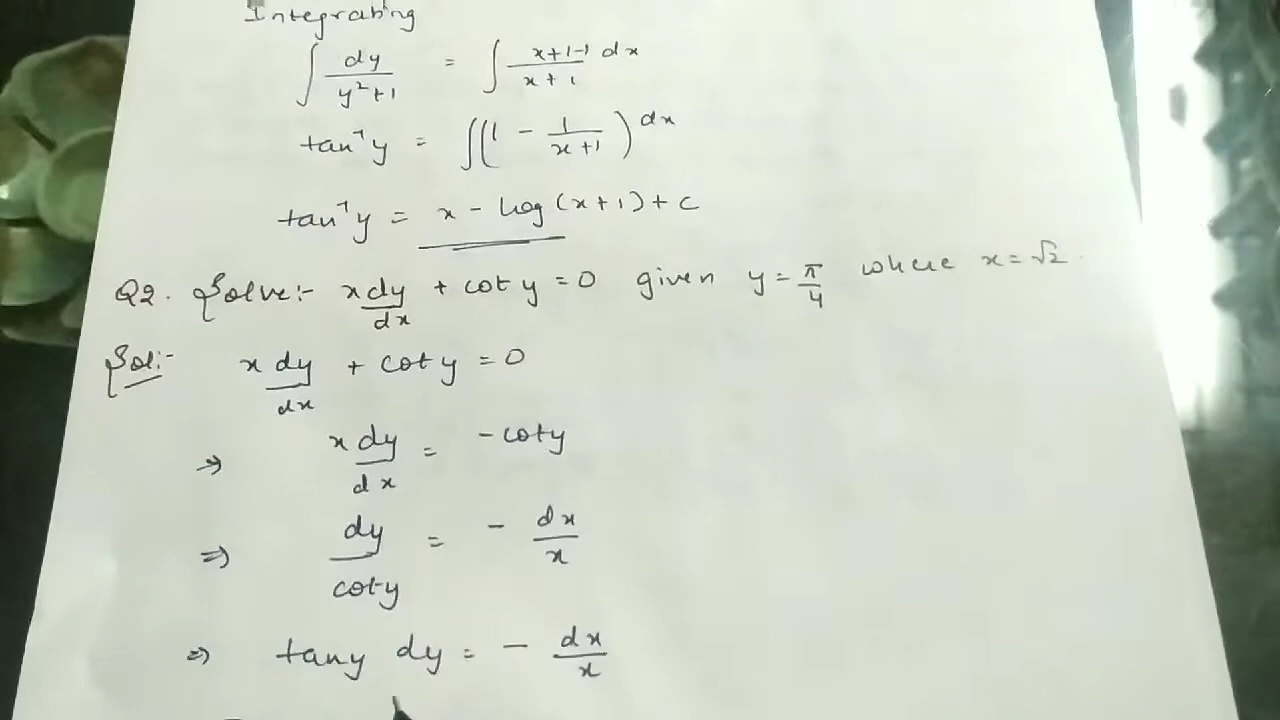 Integrating
∫ dy/(y²+1) = ∫ (x+1-1)/(x+1) dx
tan⁻¹y = ∫(1 - 1/(x+1)) dx
tan⁻¹y = x - log(x+1) + c
Q2. Solve:- x dy/dx + cot y = 0 given y = π/4 where x = √2.
Sol:- x dy/dx + cot y = 0
⇒ x dy/dx = - cot y
⇒ dy/cot y = - dx/x
⇒ tan y dy = - dx/x